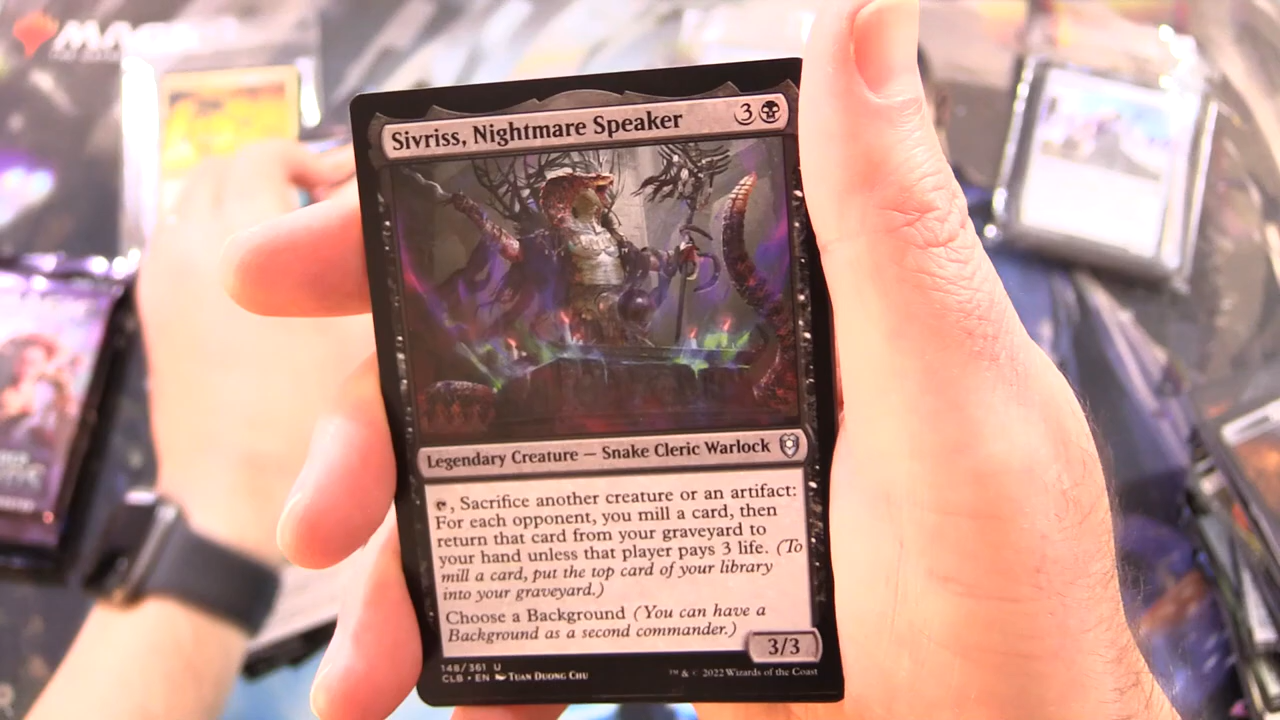 MAGIC
Sivriss, Nightmare Speaker
3
Legendary Creature — Snake Cleric Warlock
, Sacrifice another creature or an artifact:
For each opponent, you mill a card, then
return that card from your graveyard to
your hand unless that player pays 3 life. (To
mill a card, put the top card of your library
into your graveyard.)
Choose a Background (You can have a
Background as a second commander.)
3/3
148/361 U
CLB • EN Tuan Duong Chu
™ & © 2022 Wizards of the Coast